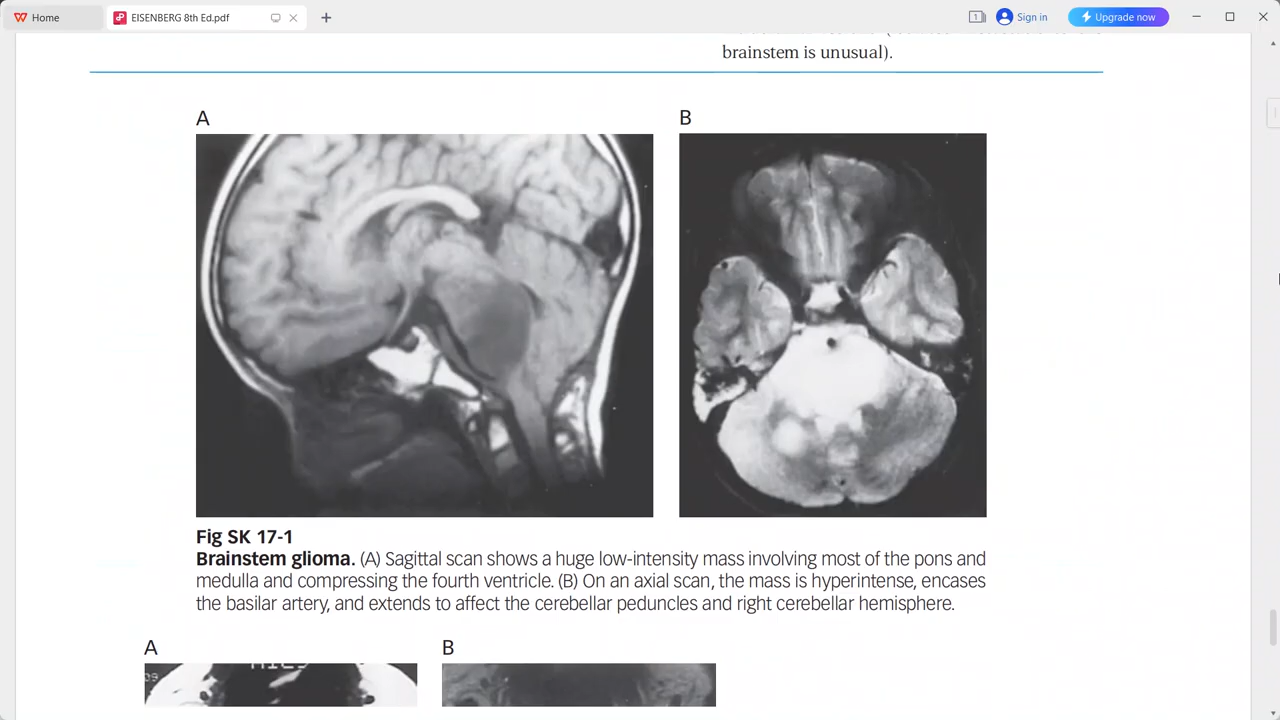 Home
EISENBERG 8th Ed.pdf
1
Sign in
Upgrade now
brainstem is unusual).
A
B
Fig SK 17-1
Brainstem glioma. (A) Sagittal scan shows a huge low-intensity mass involving most of the pons and
medulla and compressing the fourth ventricle. (B) On an axial scan, the mass is hyperintense, encases
the basilar artery, and extends to affect the cerebellar peduncles and right cerebellar hemisphere.
A
B